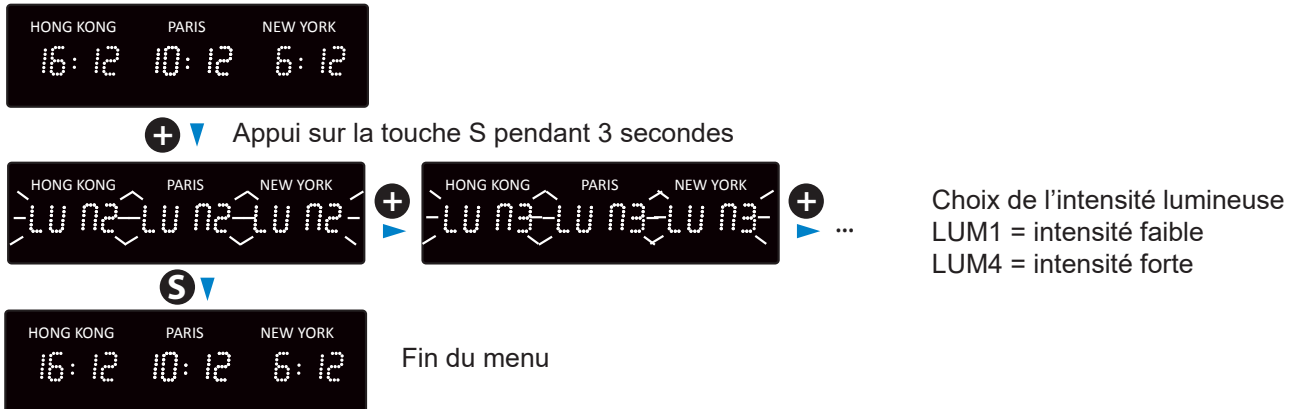 HONG KONG PARIS NEW YORK
16:12 10:12 6:12
+ Appui sur la touche S pendant 3 secondes
HONG KONG PARIS NEW YORK + HONG KONG PARIS NEW YORK +
LUM2 LUM2 LUM2 LUM3 LUM3 LUM3 ...
Choix de l’intensité lumineuse
LUM1 = intensité faible
LUM4 = intensité forte
S
HONG KONG PARIS NEW YORK
16:12 10:12 6:12
Fin du menu